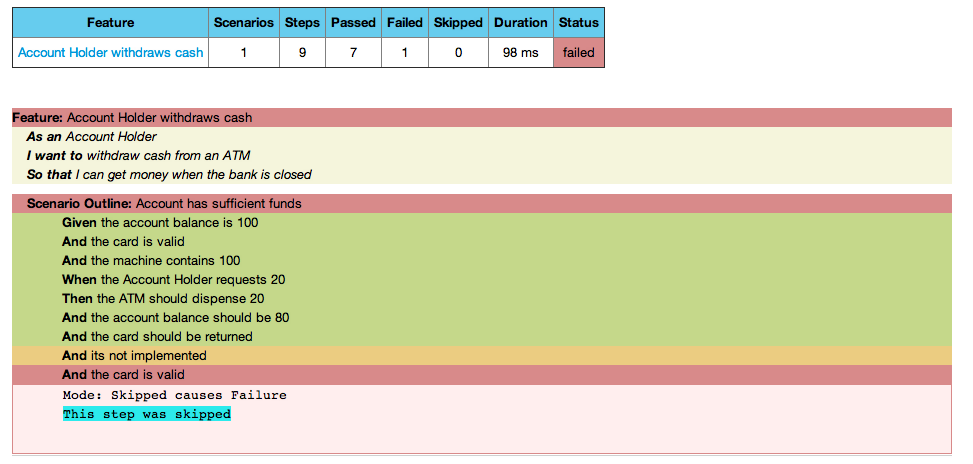 Feature Scenarios Steps Passed Failed Skipped Duration Status
Account Holder withdraws cash 1 9 7 1 0 98 ms failed
Feature: Account Holder withdraws cash
As an Account Holder
I want to withdraw cash from an ATM
So that I can get money when the bank is closed
Scenario Outline: Account has sufficient funds
Given the account balance is 100
And the card is valid
And the machine contains 100
When the Account Holder requests 20
Then the ATM should dispense 20
And the account balance should be 80
And the card should be returned
And its not implemented
And the card is valid
Mode: Skipped causes Failure
This step was skipped